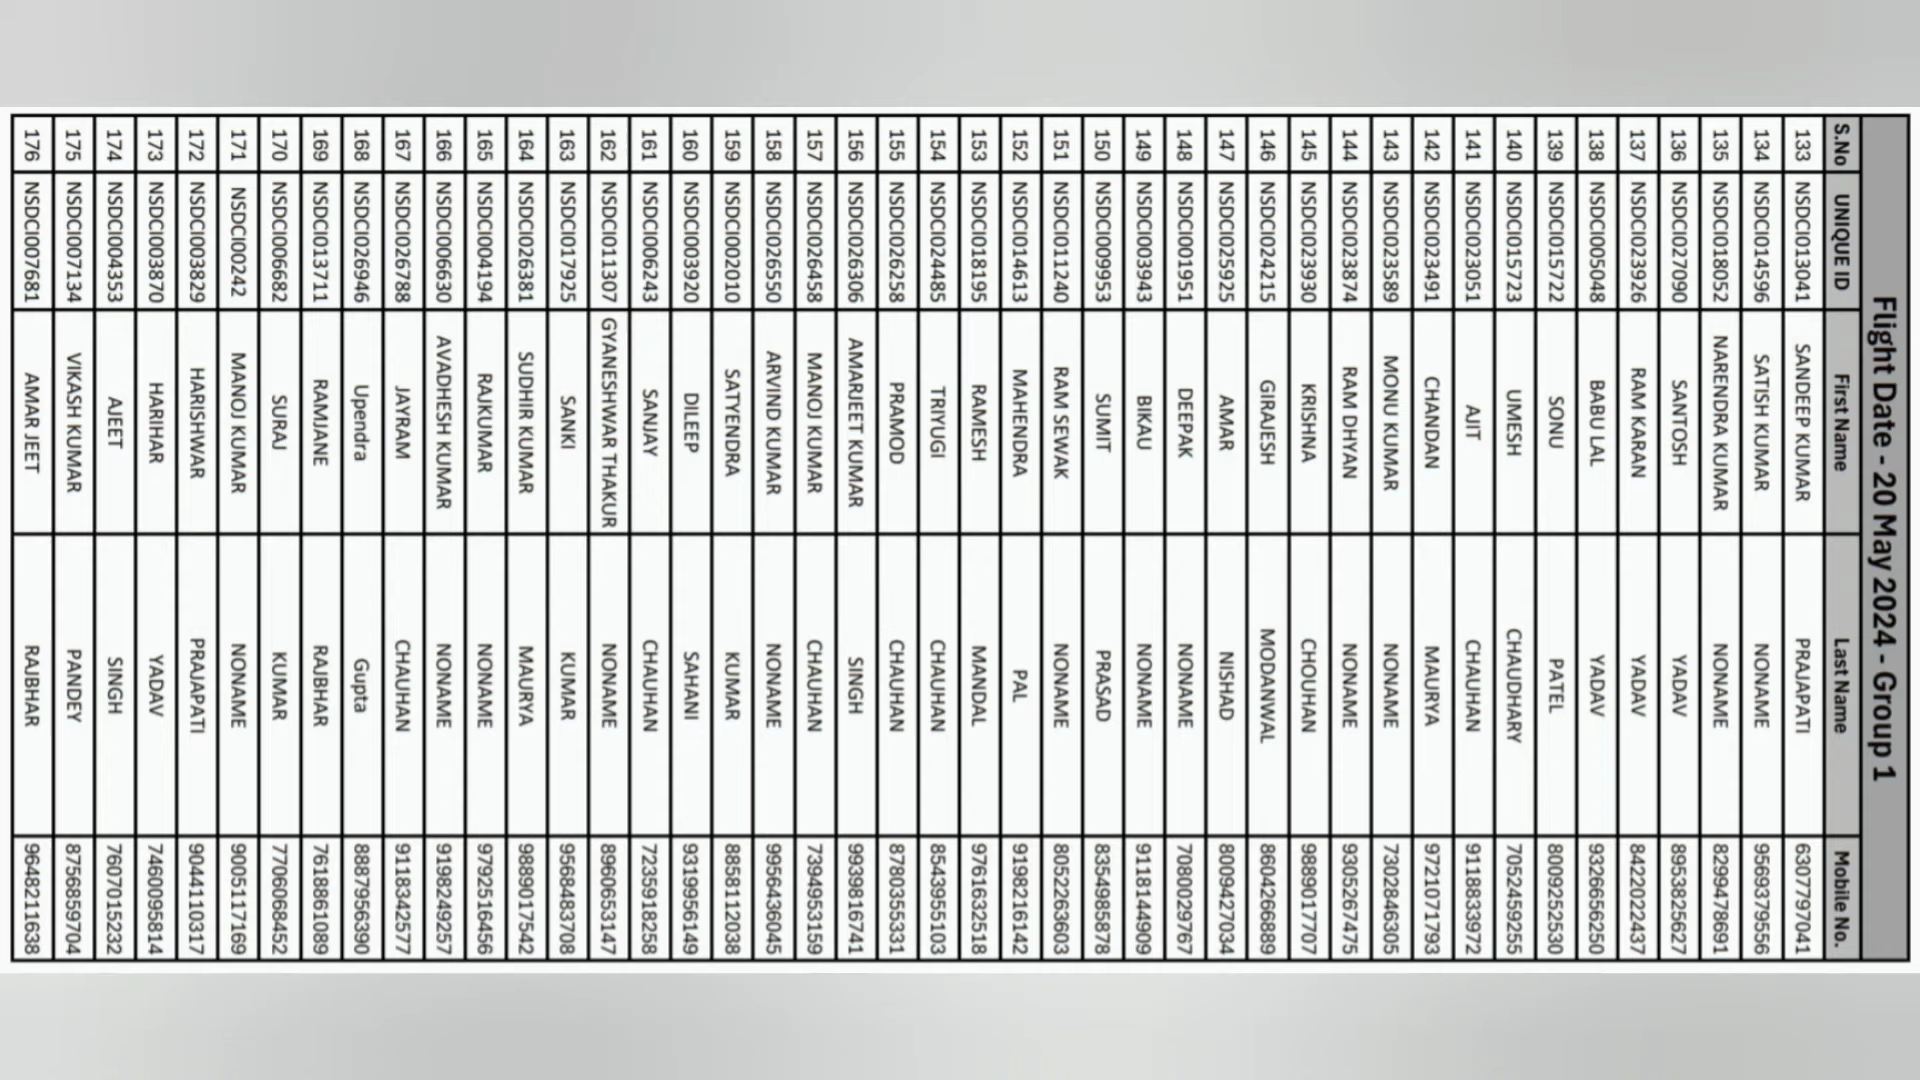 Flight Date - 20 May 2024 - Group 1
S.No UNIQUE ID First Name Last Name Mobile No.
133 NSDCI013041 SANDEEP KUMAR PRAJAPATI 6307797041
134 NSDCI014596 SATISH KUMAR NONAME 9569379556
135 NSDCI018052 NARENDRA KUMAR NONAME 8299478691
136 NSDCI027090 SANTOSH YADAV 8953825627
137 NSDCI023926 RAM KARAN YADAV 8422022437
138 NSDCI005048 BABU LAL YADAV 9326656250
139 NSDCI015722 SONU PATEL 8009252530
140 NSDCI015723 UMESH CHAUDHARY 7052459255
141 NSDCI023051 AJIT CHAUHAN 9118833972
142 NSDCI023491 CHANDAN MAURYA 9721071793
143 NSDCI023589 MONU KUMAR NONAME 7302846305
144 NSDCI023874 RAM DHYAN NONAME 9305267475
145 NSDCI023930 KRISHNA CHOUHAN 9889017707
146 NSDCI024215 GIRAJESH MODANWAL 8604266889
147 NSDCI025925 AMAR NISHAD 8009427034
148 NSDCI001951 DEEPAK NONAME 7080029767
149 NSDCI003943 BIKAU NONAME 9118144909
150 NSDCI009953 SUMIT PRASAD 8354985878
151 NSDCI011240 RAM SEWAK NONAME 8052263603
152 NSDCI014613 MAHENDRA PAL 9198216142
153 NSDCI018195 RAMESH MANDAL 9761632518
154 NSDCI024485 TRIYUGI CHAUHAN 8543955103
155 NSDCI026258 PRAMOD CHAUHAN 8780355331
156 NSDCI026306 AMARJEET KUMAR SINGH 9939816741
157 NSDCI026458 MANOJ KUMAR CHAUHAN 7394953159
158 NSDCI026550 ARVIND KUMAR NONAME 9956436045
159 NSDCI002010 SATYENDRA KUMAR 8858112038
160 NSDCI003920 DILEEP SAHANI 9319956149
161 NSDCI006243 SANJAY CHAUHAN 7235918258
162 NSDCI011307 GYANESHWAR THAKUR NONAME 8960653147
163 NSDCI017925 SANKI KUMAR 9568483708
164 NSDCI026381 SUDHIR KUMAR MAURYA 9889017542
165 NSDCI004194 RAJKUMAR NONAME 9792516456
166 NSDCI006630 AVADHESH KUMAR NONAME 9198249257
167 NSDCI026788 JAYRAM CHAUHAN 9118342577
168 NSDCI026946 Upendra Gupta 8887956390
169 NSDCI013711 RAMJANE RAJBHAR 7618861089
170 NSDCI006682 SURAJ KUMAR 7706068452
171 NSDCI00242 MANOJ KUMAR NONAME 9005117169
172 NSDCI003829 HARISHWAR PRAJAPATI 9044110317
173 NSDCI003870 HARIHAR YADAV 7460095814
174 NSDCI004353 AJEET SINGH 7607015232
175 NSDCI007134 VIKASH KUMAR PANDEY 8756859704
176 NSDCI007681 AMAR JEET RAJBHAR 9648211638